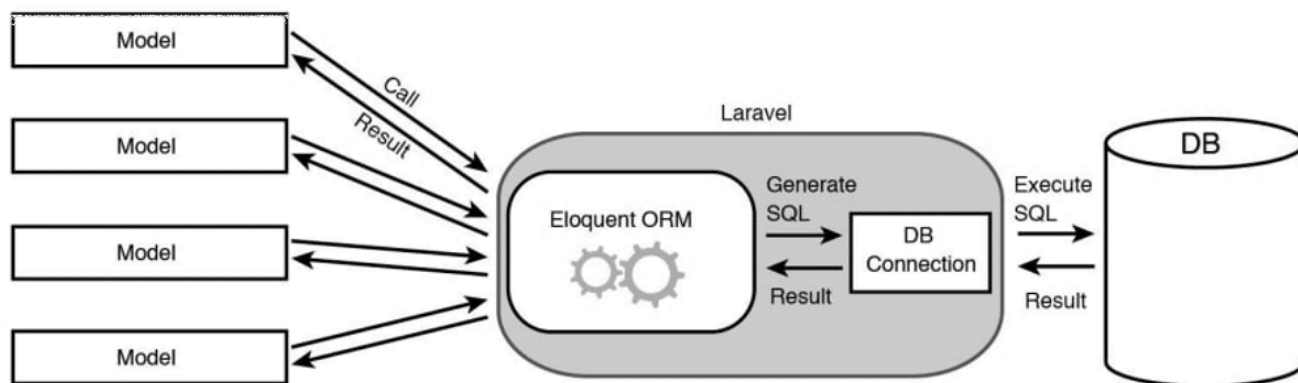 Model
Call
Result
Model
Model
Model
Laravel
Eloquent ORM
Generate
SQL
Result
DB
Connection
Execute
SQL
Result
DB